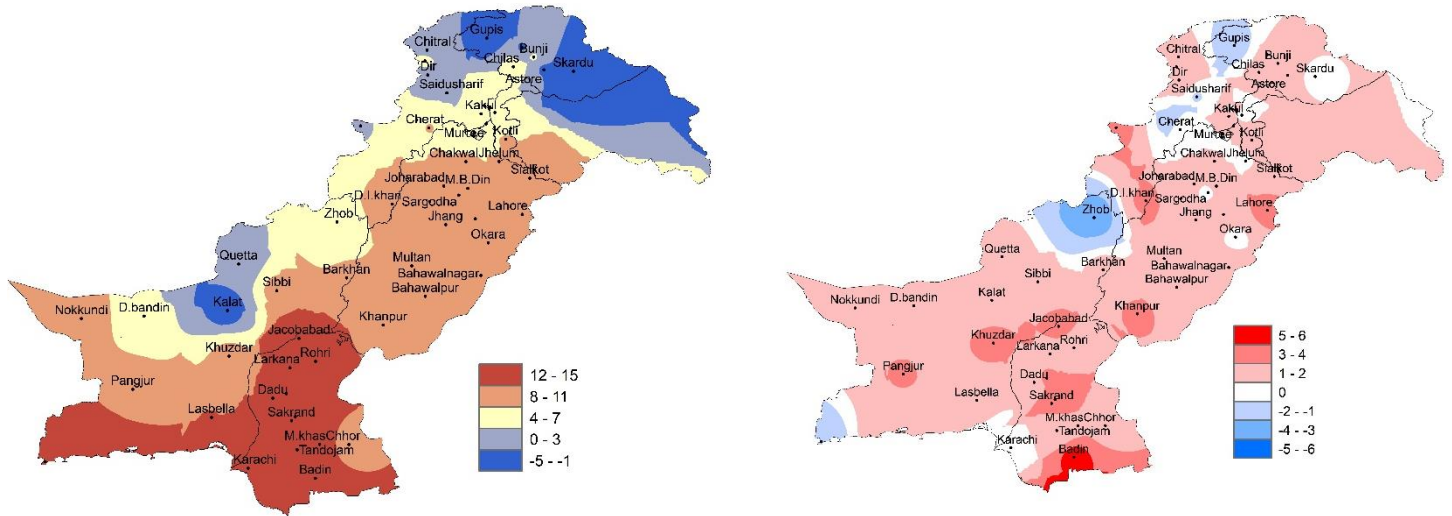 Gupis
Chitral
Bunji
Dir
Chilas
Skardu
Saidusharif
Astore
Kakul
Cherat
Kotli
Chakwal Jhelum
Sialkot
Joharabad M.B.Din
D.I.khan
Sargodha
Zhob
Jhang
Lahore
Okara
Quetta
Multan
Barkhan
Bahawalnagar
Sibbi
Bahawalpur
Kalat
Nokkundi
D.bandin
Khanpur
Jacobabad
Khuzdar
Rohri
Larkana
Pangjur
Dadu
Lasbella
Sakrand
M.khas Chhor
Tandojam
Karachi
Badin
12 - 15
8 - 11
4 - 7
0 - 3
-5 - -1
Gupis
Chitral
Bunji
Chilas
Dir
Skardu
Astore
Saidusharif
Kakul
Cherat
Kotli
Chakwal Jhelum
Sialkot
Joharabad M.B.Din
D.I.khan
Sargodha
Zhob
Jhang
Lahore
Okara
Quetta
Multan
Barkhan
Bahawalnagar
Sibbi
Bahawalpur
Kalat
Nokkundi
D.bandin
Khanpur
Jacobabad
Khuzdar
Rohri
Larkana
Pangjur
Dadu
Lasbella
Sakrand
M.khas Chhor
Tandojam
Karachi
Badin
5 - 6
3 - 4
1 - 2
0
-2 - -1
-4 - -3
-5 - -6